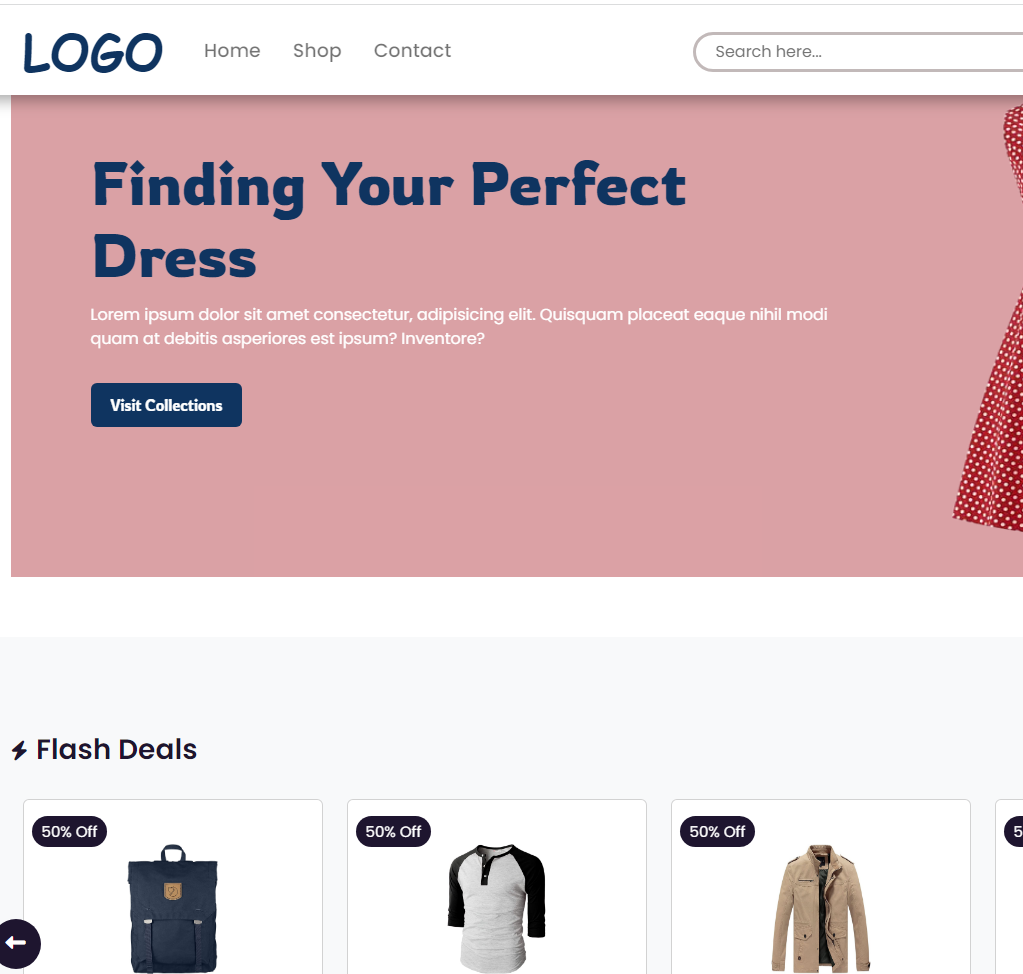 LOGO
Home
Shop
Contact
Search here...
Finding Your Perfect
Dress
Lorem ipsum dolor sit amet consectetur, adipisicing elit. Quisquam placeat eaque nihil modi
quam at debitis asperiores est ipsum? Inventore?
Visit Collections
Flash Deals
50% Off
50% Off
50% Off
5